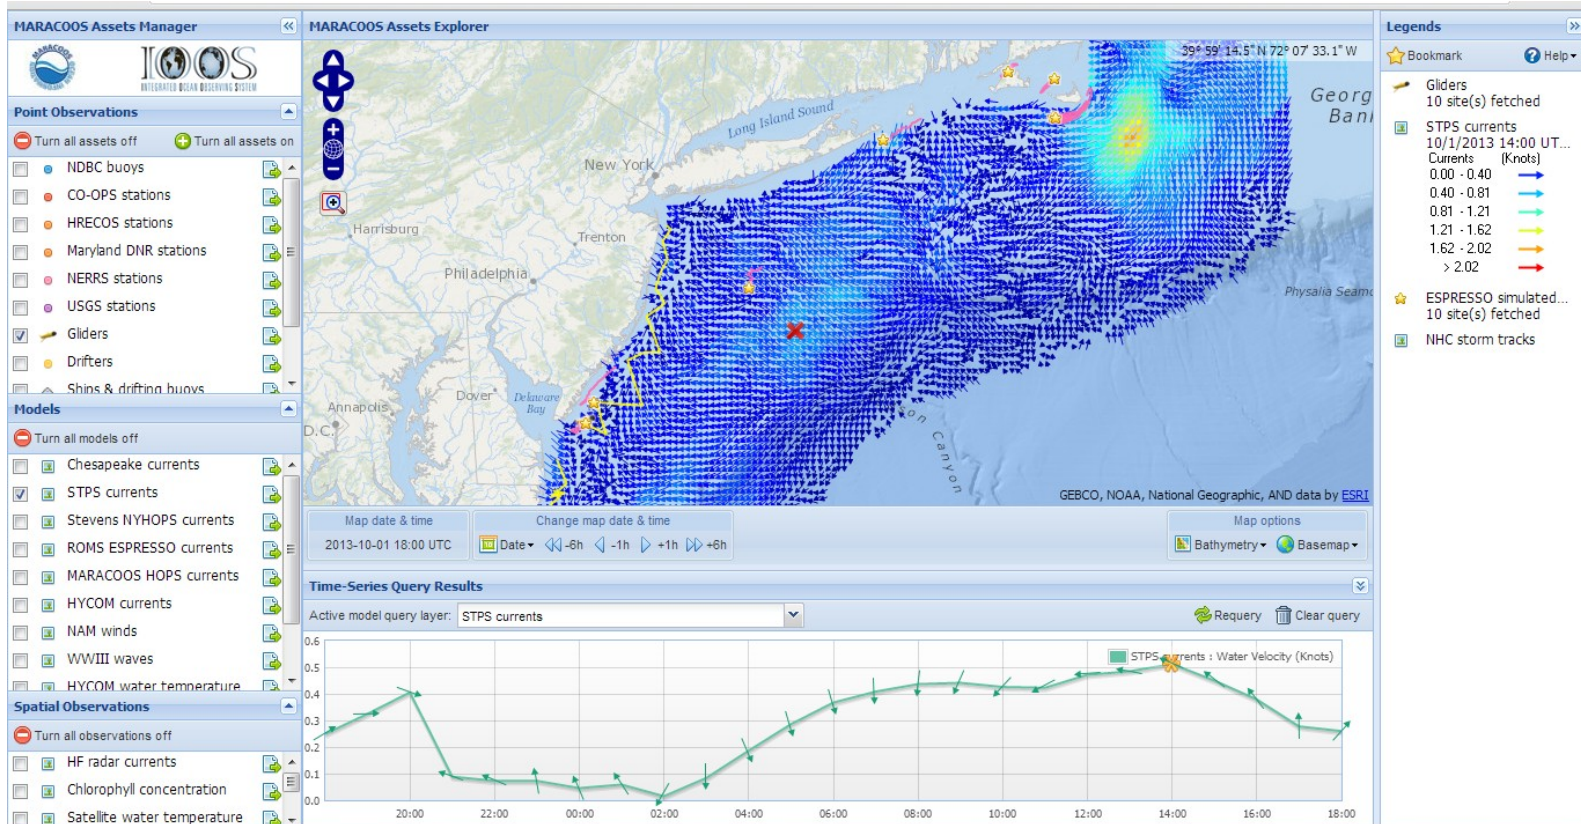 MARACOOS Assets Manager
MARACOOS
IOOS
INTEGRATED OCEAN OBSERVING SYSTEM
Point Observations
Turn all assets off
Turn all assets on
NDBC buoys
CO-OPS stations
HRECOS stations
Maryland DNR stations
NERRS stations
USGS stations
Gliders
Drifters
Ships & drifting buoys
Models
Turn all models off
Chesapeake currents
STPS currents
Stevens NYHOPS currents
ROMS ESPRESSO currents
MARACOOS HOPS currents
HYCOM currents
NAM winds
WWIII waves
HYCOM water temperature
Spatial Observations
Turn all observations off
HF radar currents
Chlorophyll concentration
Satellite water temperature
MARACOOS Assets Explorer
39° 59' 14.5" N 72° 07' 33.1" W
Georg
Ban
Long Island Sound
New York
Harrisburg
Trenton
Philadelphia
Physalia Seamo
Dover
Delaware
Bay
Annapolis
D.C.
son Canyon
GEBCO, NOAA, National Geographic, AND data by ESRI
Map date & time
2013-10-01 18:00 UTC
Change map date & time
Date
-6h
-1h
+1h
+6h
Map options
Bathymetry
Basemap
Time-Series Query Results
Active model query layer:
STPS currents
Requery
Clear query
STPS currents : Water Velocity (Knots)
0.6
0.5
0.4
0.3
0.2
0.1
0.0
20:00
22:00
00:00
02:00
04:00
06:00
08:00
10:00
12:00
14:00
16:00
18:00
Legends
Bookmark
Help
Gliders
10 site(s) fetched
STPS currents
10/1/2013 14:00 UT...
Currents (Knots)
0.00 - 0.40
0.40 - 0.81
0.81 - 1.21
1.21 - 1.62
1.62 - 2.02
> 2.02
ESPRESSO simulated...
10 site(s) fetched
NHC storm tracks